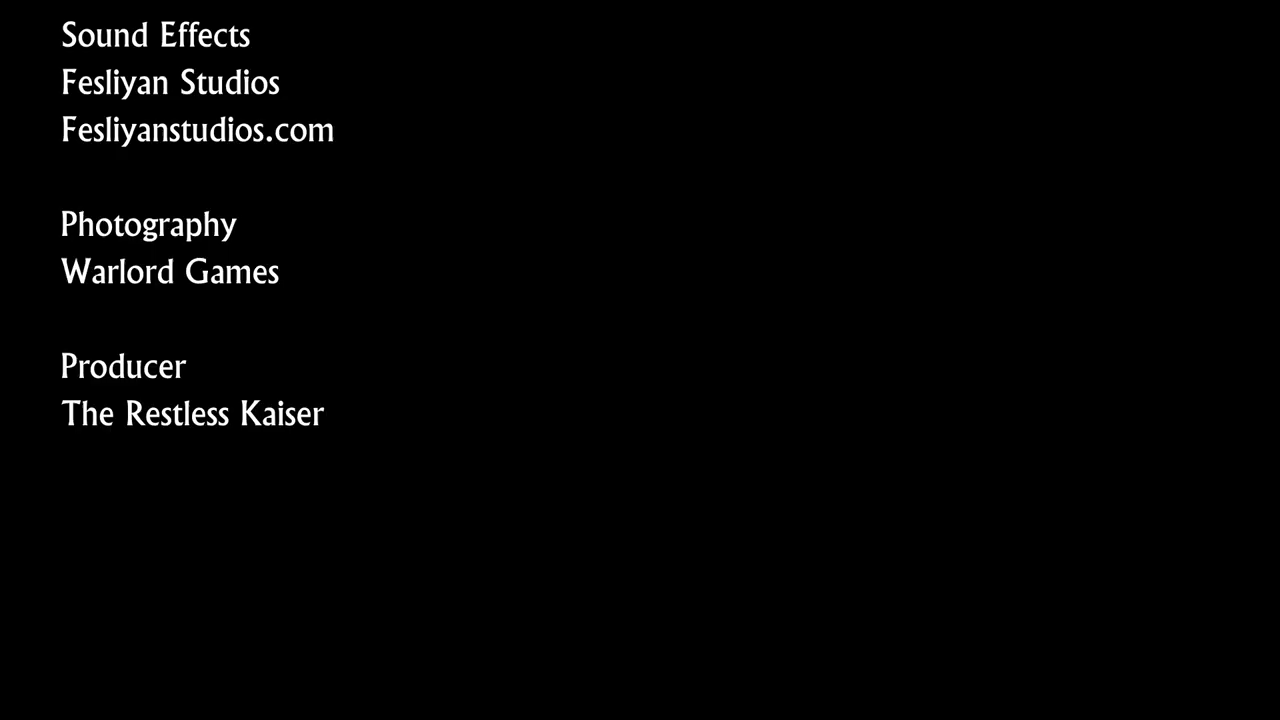 Sound Effects
Fesliyan Studios
Fesliyanstudios.com
Photography
Warlord Games
Producer
The Restless Kaiser